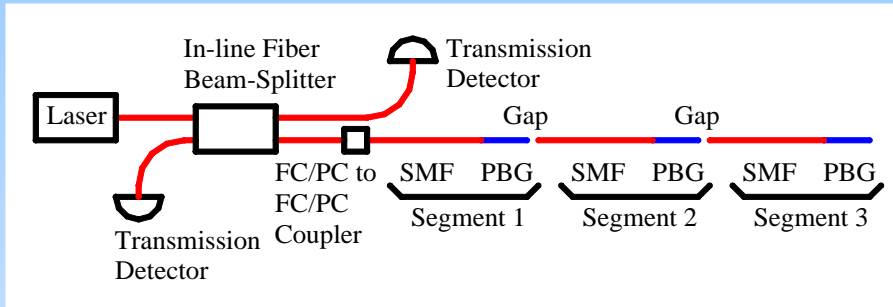 In-line Fiber
Beam-Splitter
Transmission
Detector
Laser
Gap
Gap
FC/PC to
FC/PC
Coupler
SMF
PBG
SMF
PBG
SMF
PBG
Segment 1
Segment 2
Segment 3
Transmission
Detector